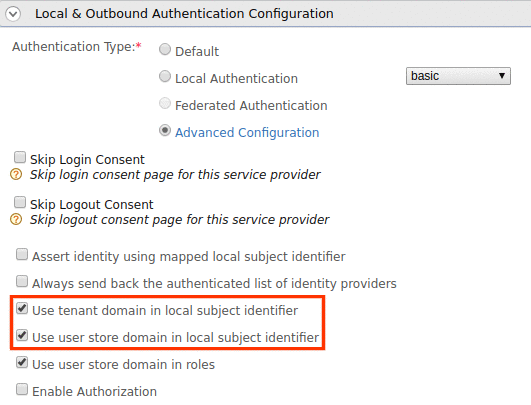 Local & Outbound Authentication Configuration
Authentication Type:*
Default
Local Authentication
basic
Federated Authentication
Advanced Configuration
Skip Login Consent
? Skip login consent page for this service provider
Skip Logout Consent
? Skip logout consent page for this service provider
Assert identity using mapped local subject identifier
Always send back the authenticated list of identity providers
Use tenant domain in local subject identifier
Use user store domain in local subject identifier
Use user store domain in roles
Enable Authorization